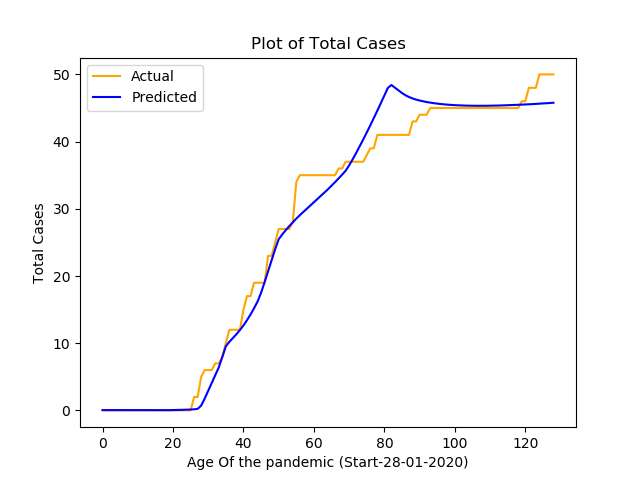 Plot of Total Cases
Actual
Predicted
50
40
30
20
10
0
Total Cases
0 20 40 60 80 100 120
Age Of the pandemic (Start-28-01-2020)